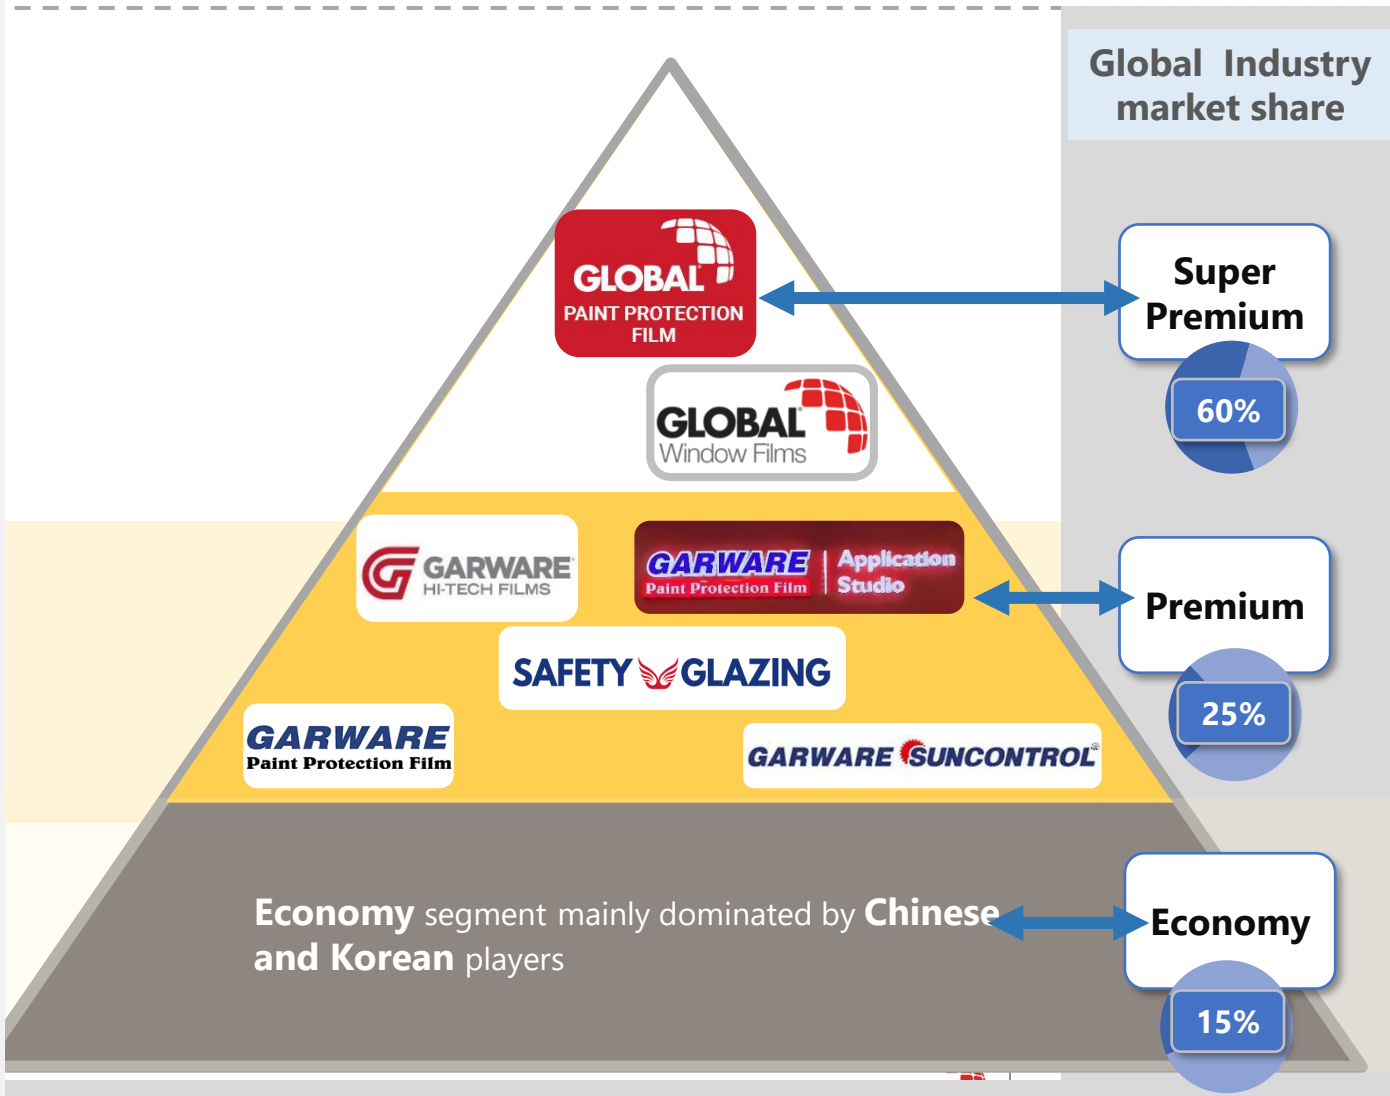 Global Industry
market share
GLOBAL
PAINT PROTECTION
FILM
Super
Premium
60%
GLOBAL
Window Films
GARWARE
HI-TECH FILMS
GARWARE
Paint Protection Film
Application
Studio
Premium
SAFETY GLAZING
25%
GARWARE
Paint Protection Film
GARWARE SUNCONTROL®
Economy segment mainly dominated by Chinese
and Korean players
Economy
15%